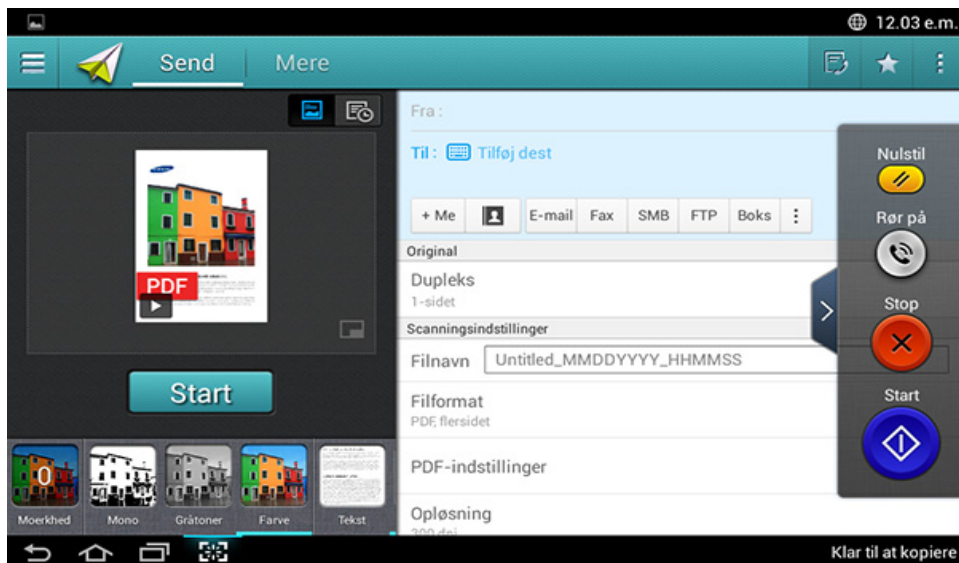 12.03 e.m.
Send
Mere
Fra :
Til : Tilføj dest
+ Me
E-mail
Fax
SMB
FTP
Boks
Original
Dupleks
1-sidet
Scanningsindstillinger
Filnavn
Untitled_MMDDYYYY_HHMMSS
Filformat
PDF, flersidet
PDF-indstillinger
Opløsning
PDF
Start
0
Moerkhed
Mono
Gråtoner
Farve
Tekst
Nulstil
Rør på
Stop
Start
Klar til at kopiere